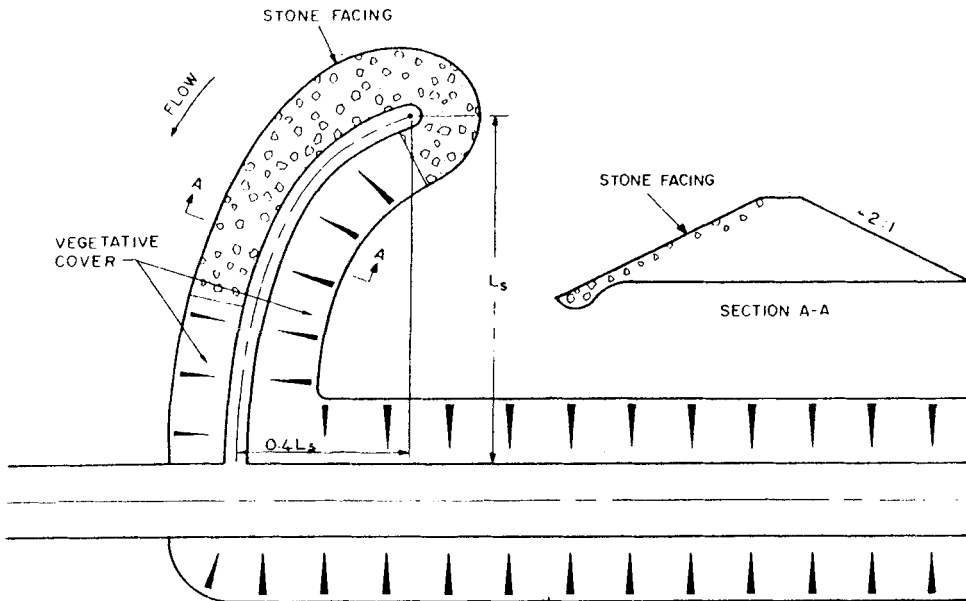 STONE FACING
FLOW
A
STONE FACING
~2:1
VEGETATIVE
COVER
A
Ls
SECTION A-A
0.4Ls